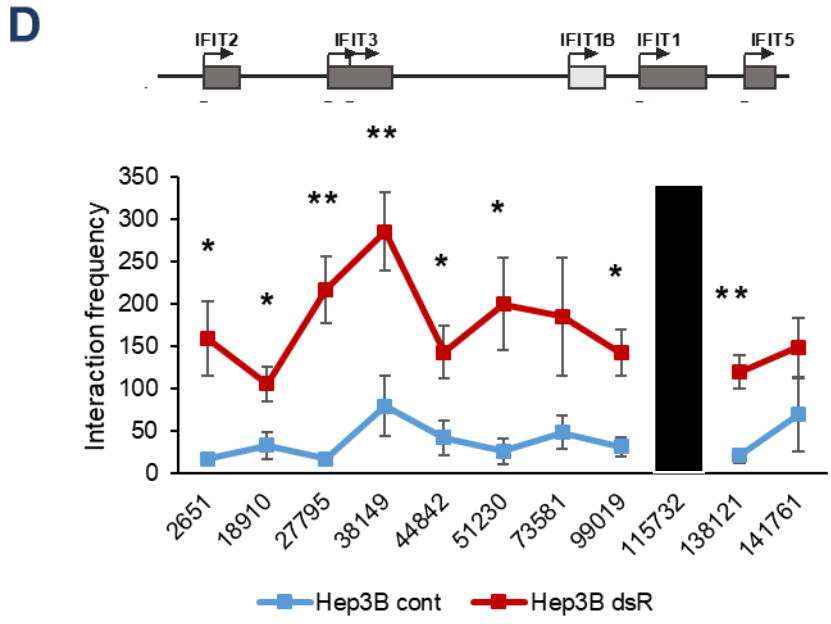 D
IFIT2 IFIT3 IFIT1B IFIT1 IFIT5
**
350
300
250
200
150
100
50
0
Interaction frequency
* * ** * * * **
2651 18910 27795 38149 44842 51230 73581 99019 115732 138121 141761
Hep3B cont Hep3B dsR